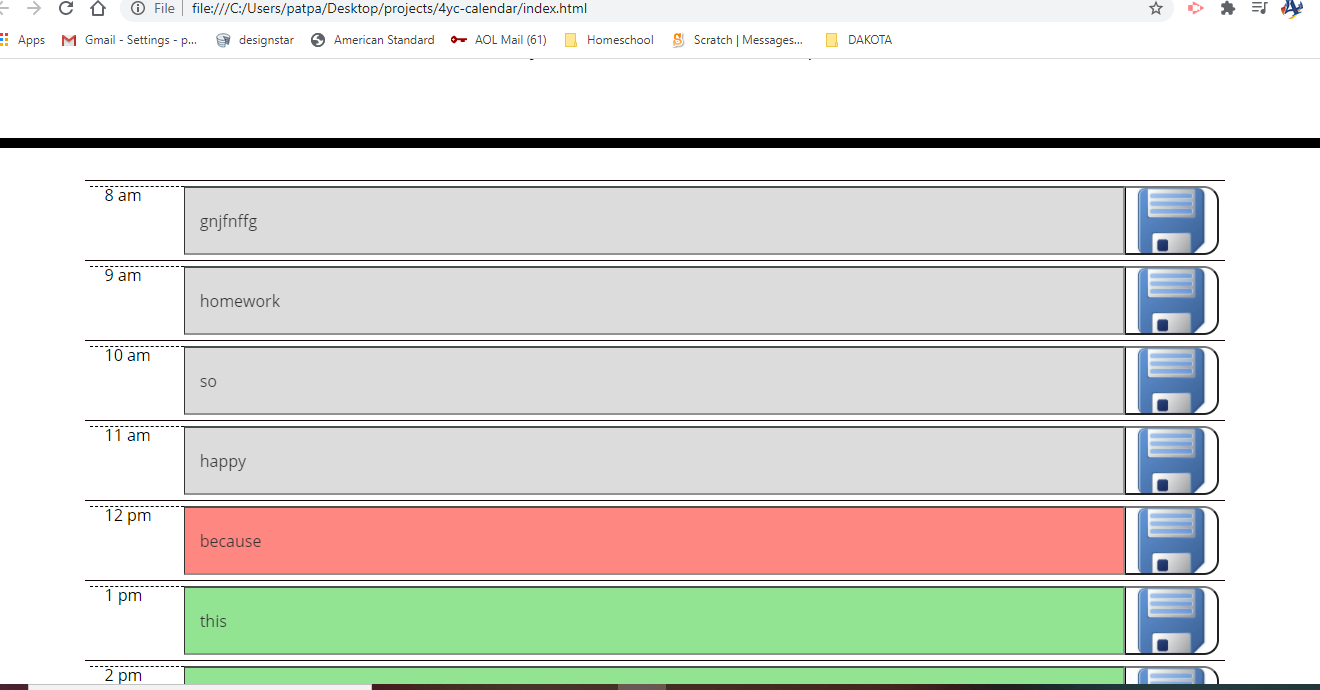 File file:///C:/Users/patpa/Desktop/projects/4yc-calendar/index.html
Apps Gmail - Settings - p... designstar American Standard AOL Mail (61) Homeschool Scratch | Messages... DAKOTA
8 am
gnjfnffg
9 am
homework
10 am
so
11 am
happy
12 pm
because
1 pm
this
2 pm